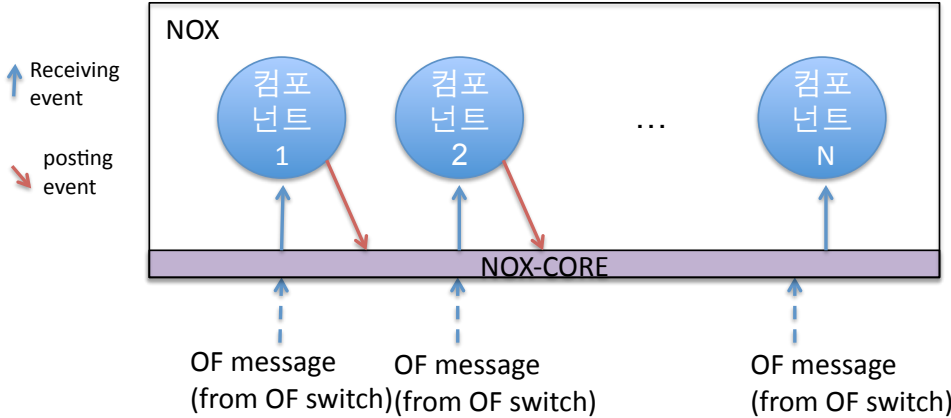 NOX
Receiving
event
posting
event
컴포
넌트
1
컴포
넌트
2
...
컴포
넌트
N
NOX-CORE
OF message
(from OF switch)
OF message
(from OF switch)
OF message
(from OF switch)